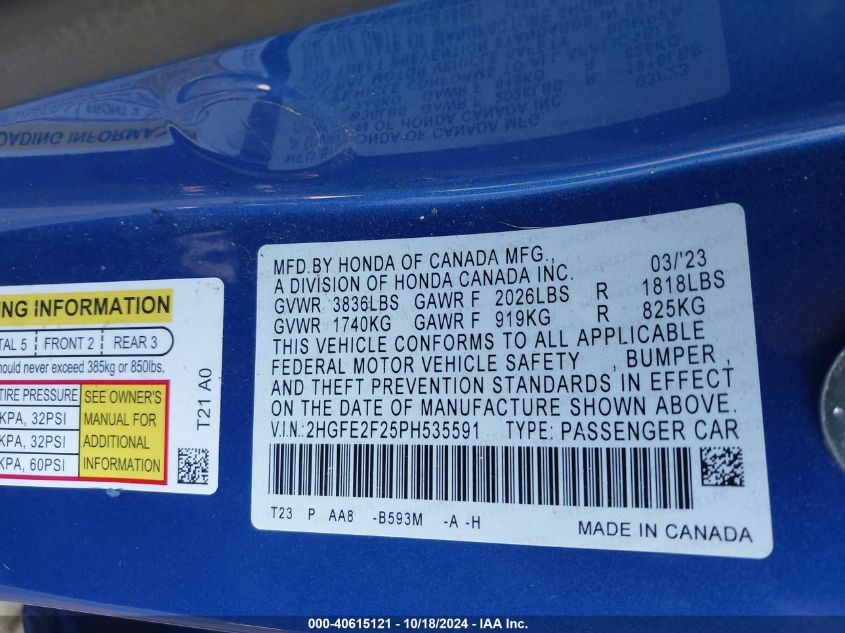 MFD.BY HONDA OF CANADA MFG., 03/'23
A DIVISION OF HONDA CANADA INC.
GVWR 3836LBS GAWR F 2026LBS R 1818LBS
GVWR 1740KG GAWR F 919KG R 825KG
THIS VEHICLE CONFORMS TO ALL APPLICABLE
FEDERAL MOTOR VEHICLE SAFETY , BUMPER ,
AND THEFT PREVENTION STANDARDS IN EFFECT
ON THE DATE OF MANUFACTURE SHOWN ABOVE.
V.I.N.:2HGFE2F25PH535591 TYPE: PASSENGER CAR
T23 P AA8 -B593M -A -H
MADE IN CANADA
NG INFORMATION
TAL 5 FRONT 2 REAR 3
hould never exceed 385kg or 850lbs.
TIRE PRESSURE
KPA, 32PSI
KPA, 32PSI
KPA, 60PSI
SEE OWNER'S
MANUAL FOR
ADDITIONAL
INFORMATION
T21 A0
000-40615121 - 10/18/2024 - IAA Inc.